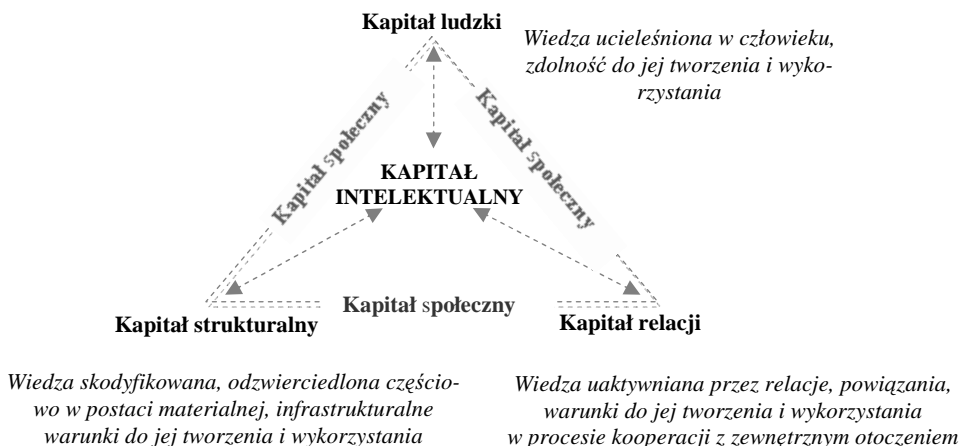 Kapitał ludzki
Wiedza ucieleśniona w człowieku,
zdolność do jej tworzenia i wyko-
rzystania
Kapitał społeczny
Kapitał społeczny
KAPITAŁ
INTELEKTUALNY
Kapitał społeczny
Kapitał strukturalny
Kapitał relacji
Wiedza skodyfikowana, odzwierciedlona częścio-
wo w postaci materialnej, infrastrukturalne
warunki do jej tworzenia i wykorzystania
Wiedza uaktywniana przez relacje, powiązania,
warunki do jej tworzenia i wykorzystania
w procesie kooperacji z zewnętrznym otoczeniem